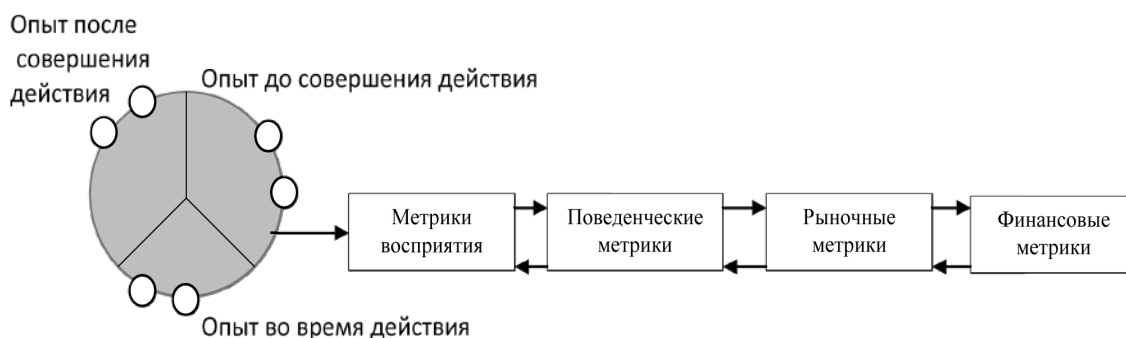 Опыт после
совершения
действия
Опыт до совершения действия
Метрики
восприятия
Поведенческие
метрики
Рыночные
метрики
Финансовые
метрики
Опыт во время действия